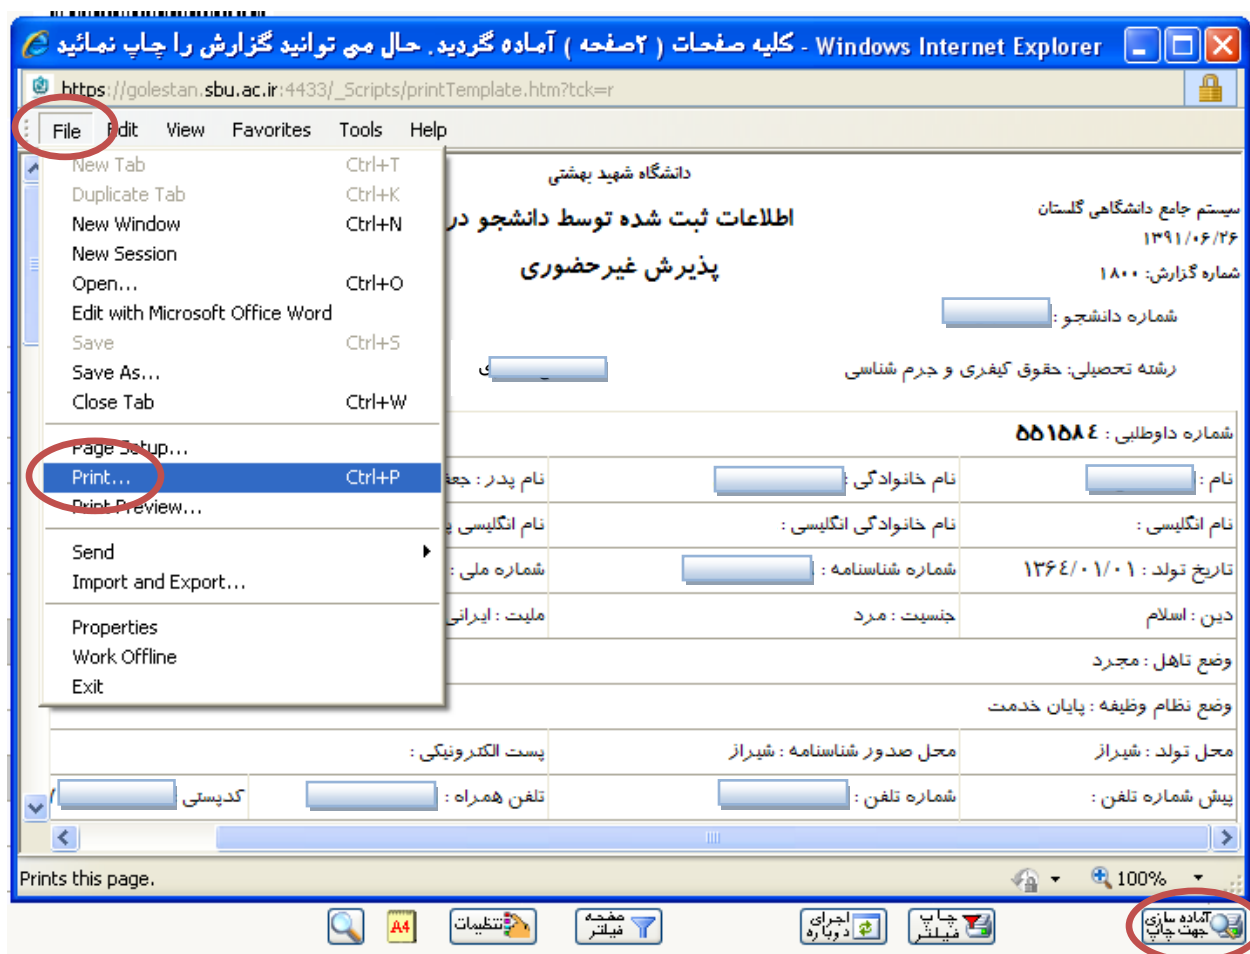 کلیه صفحات ( ۲صفحه ) آماده گردید. حال می توانید گزارش را چاپ نمائید - Windows Internet Explorer
https://golestan.sbu.ac.ir:4433/_Scripts/printTemplate.htm?tck=r
File Edit View Favorites Tools Help
New Tab Ctrl+T
Duplicate Tab Ctrl+K
New Window Ctrl+N
New Session
Open... Ctrl+O
Edit with Microsoft Office Word
Save Ctrl+S
Save As...
Close Tab Ctrl+W
Page Setup...
Print... Ctrl+P
Print Preview...
Send
Import and Export...
Properties
Work Offline
Exit
دانشگاه شهید بهشتی
اطلاعات ثبت شده توسط دانشجو در
پذیرش غیرحضوری
سیستم جامع دانشگاهی گلستان
۱۳۹۱/۰۶/۲۶
شماره گزارش: ۱۸۰۰
شماره دانشجو :
رشته تحصیلی: حقوق کیفری و جرم شناسی
شماره داوطلبی : ۵۵۱۵۸۴
نام : نام خانوادگی : نام پدر : جعف
نام انگلیسی : نام خانوادگی انگلیسی : نام انگلیسی
تاریخ تولد : ۱۳۶۴/۰۱/۰۱ شماره شناسنامه : شماره ملی :
دین : اسلام جنسیت : مرد ملیت : ایرانی
وضع تاهل : مجرد
وضع نظام وظیفه : پایان خدمت
محل تولد : شیراز محل صدور شناسنامه : شیراز پست الکترونیکی :
پیش شماره تلفن : شماره تلفن : تلفن همراه : کدپستی
Prints this page.
100%
آماده سازی جهت چاپ چاپ فیلتر اجرای دوباره صفحه فیلتر تنظیمات A4